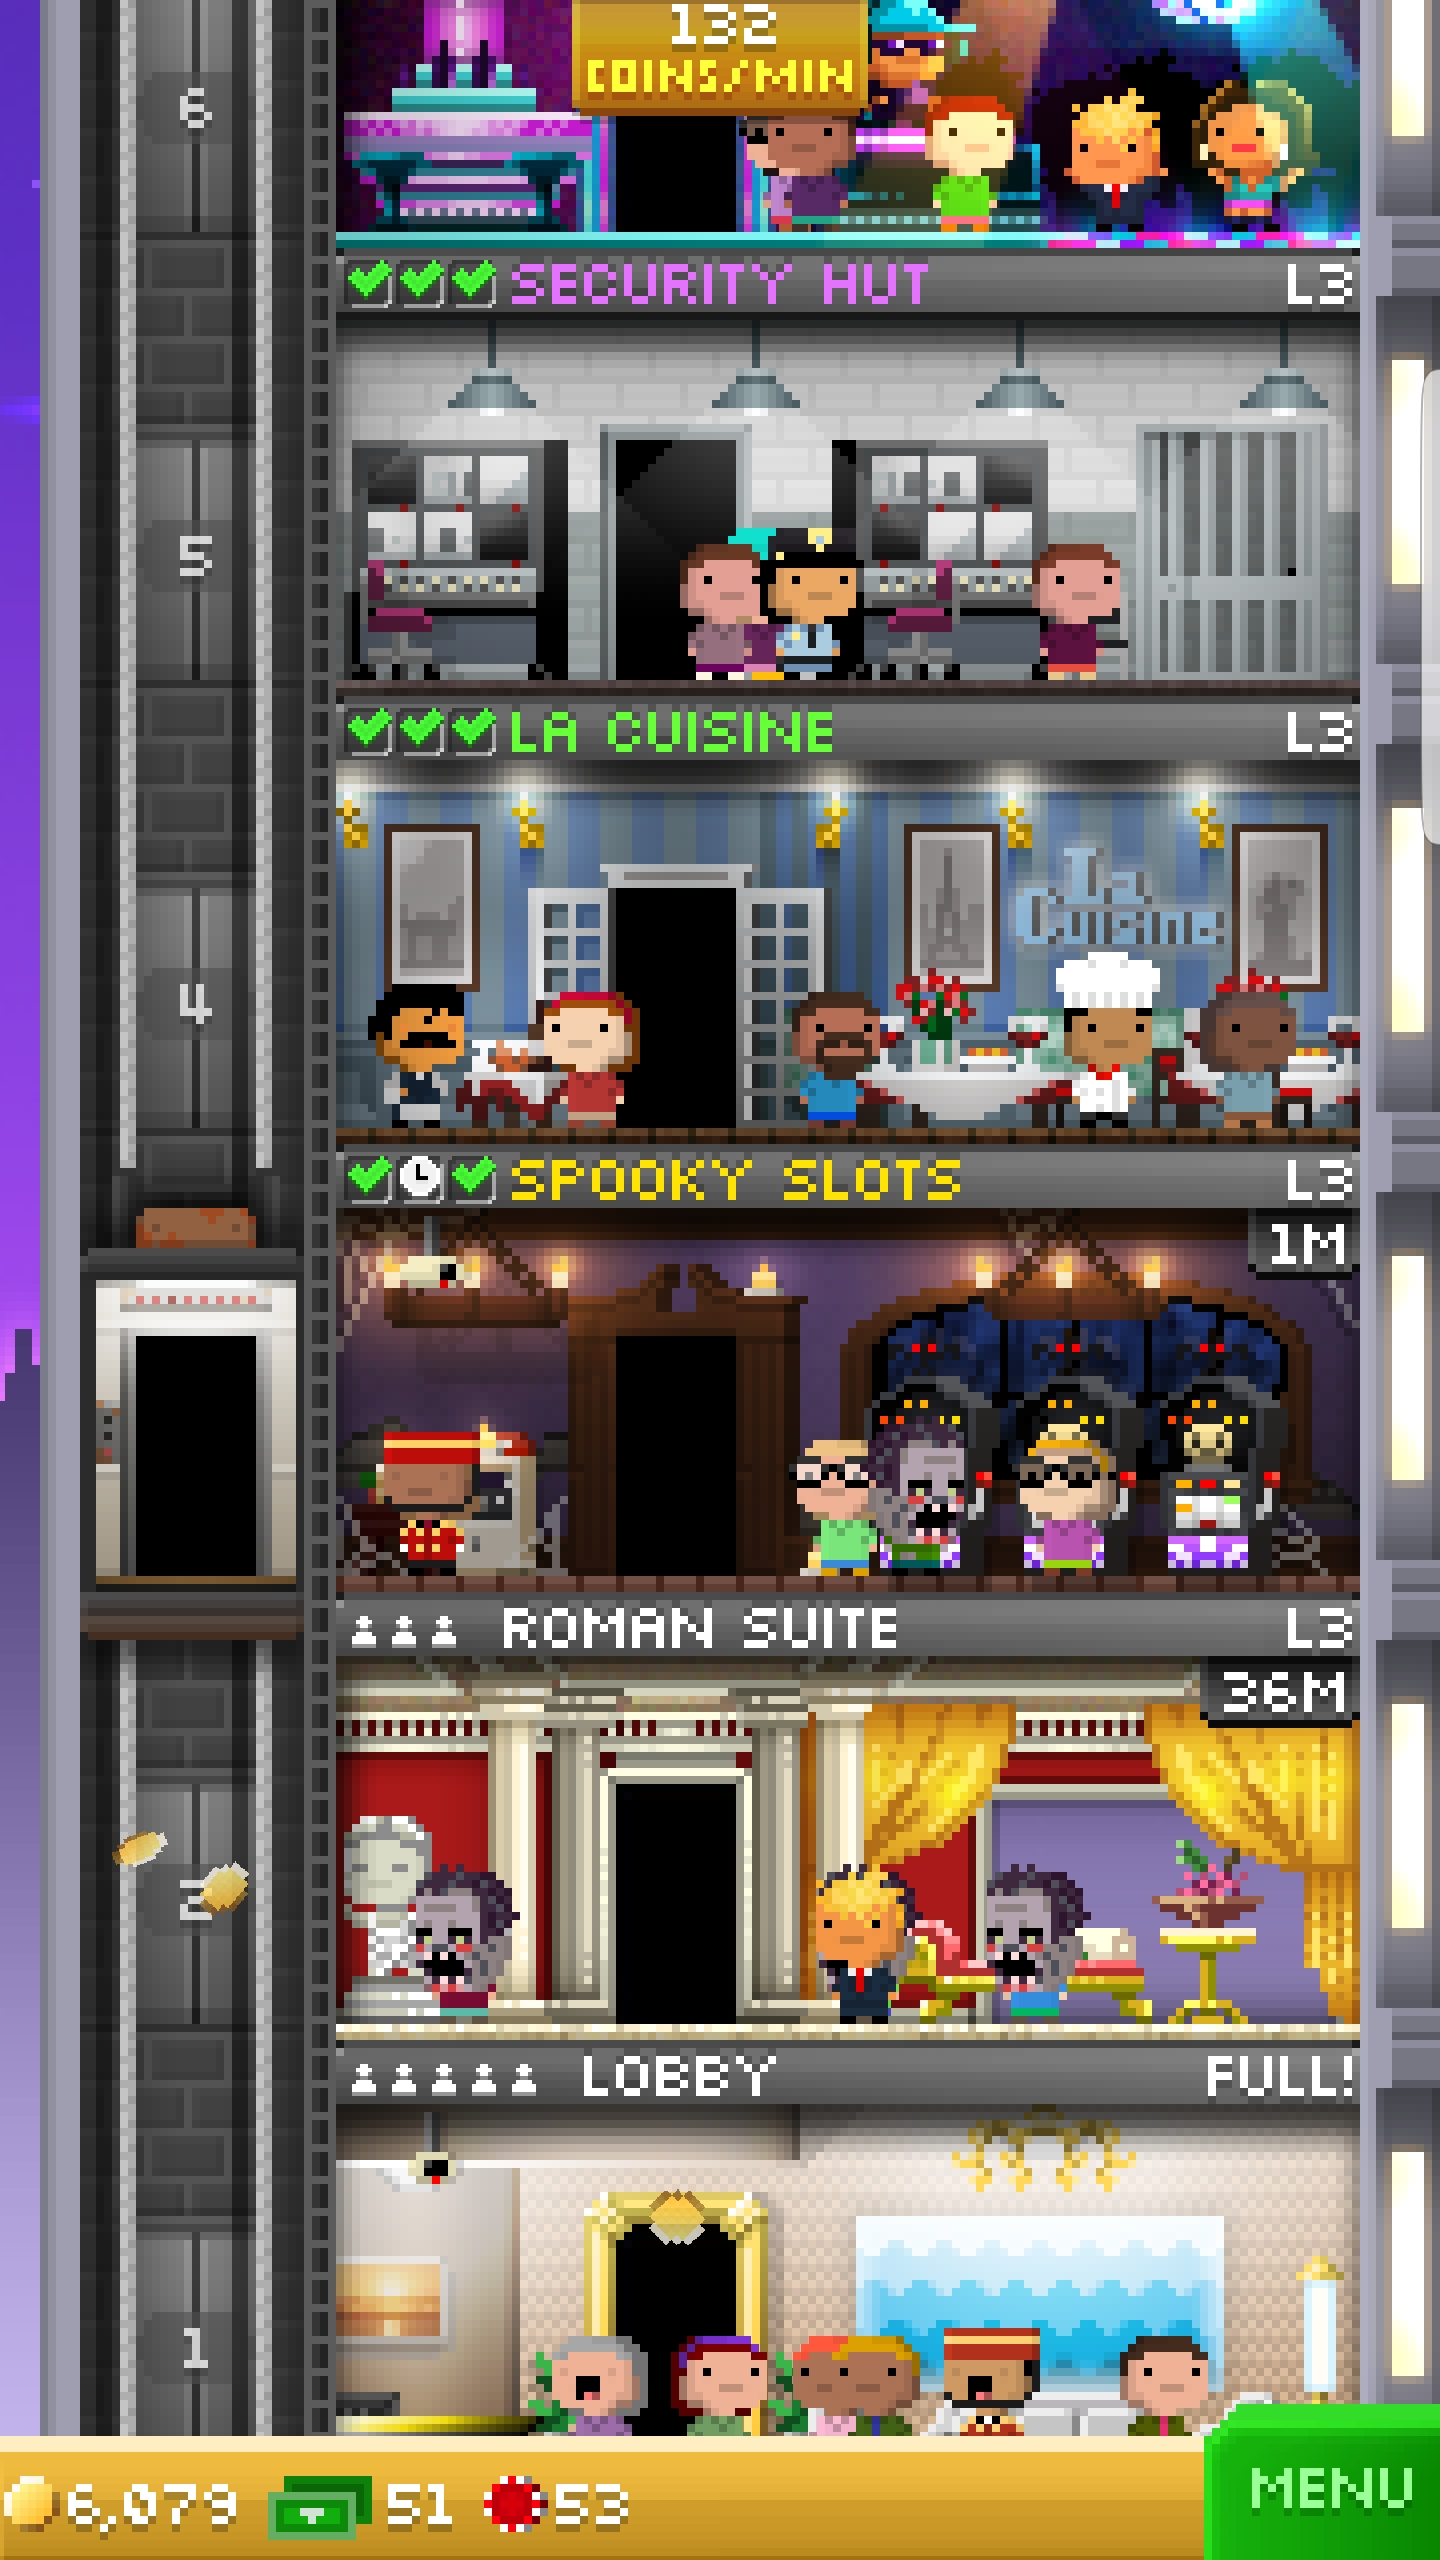 132
COINS/MIN
6
SECURITY HUT L3
5
LA CUISINE L3
La
Cuisine
4
SPOOKY SLOTS L3
1M
ROMAN SUITE L3
36M
2
LOBBY FULL!
1
6,079 51 53 MENU